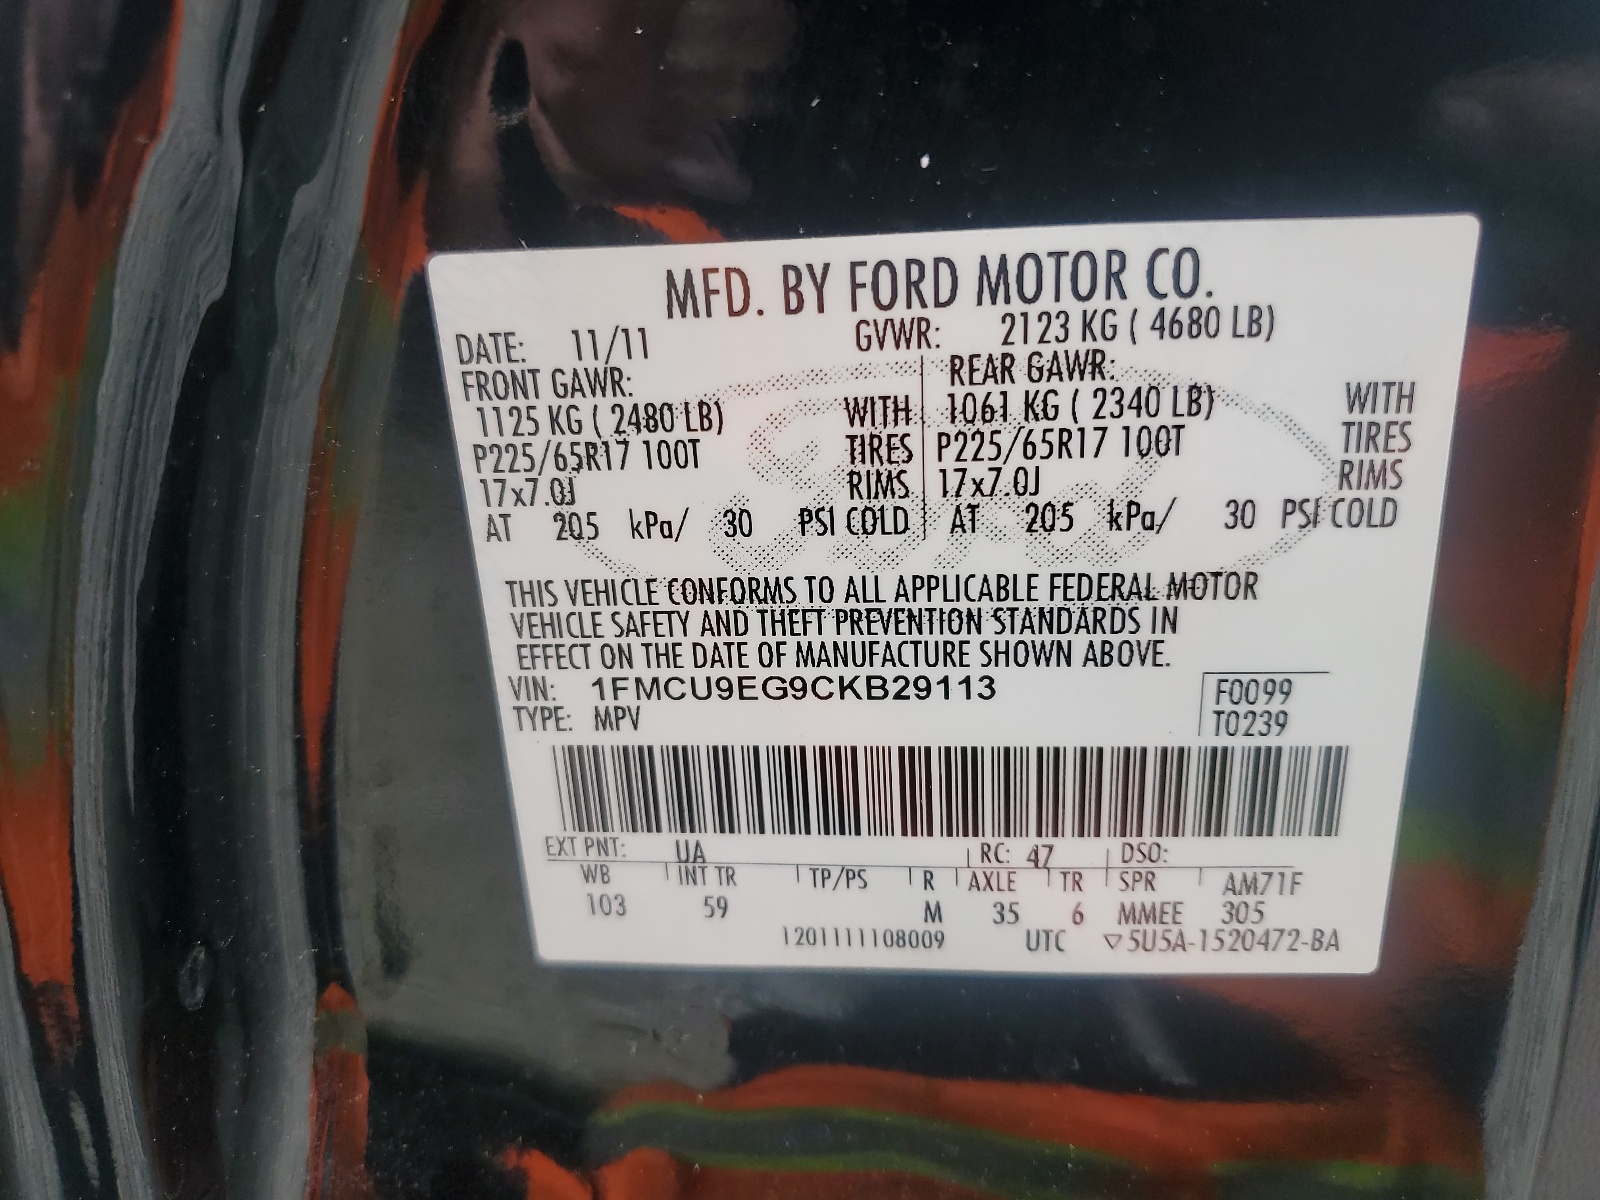 MFD. BY FORD MOTOR CO.
DATE: 11/11 GVWR: 2123 KG ( 4680 LB)
FRONT GAWR: REAR GAWR:
1125 KG ( 2480 LB) WITH 1061 KG ( 2340 LB) WITH
P225/65R17 100T TIRES P225/65R17 100T TIRES
17x7.0J RIMS 17x7.0J RIMS
AT 205 kPa/ 30 PSI COLD AT 205 kPa/ 30 PSI COLD
THIS VEHICLE CONFORMS TO ALL APPLICABLE FEDERAL MOTOR
VEHICLE SAFETY AND THEFT PREVENTION STANDARDS IN
EFFECT ON THE DATE OF MANUFACTURE SHOWN ABOVE.
VIN: 1FMCU9EG9CKB29113 F0099
TYPE: MPV T0239
EXT PNT: UA RC: 47 DSO:
WB INT TR TP/PS R AXLE TR SPR AM71F
103 59 M 35 6 MMEE 305
1201111108009 UTC ▽5U5A-1520472-BA